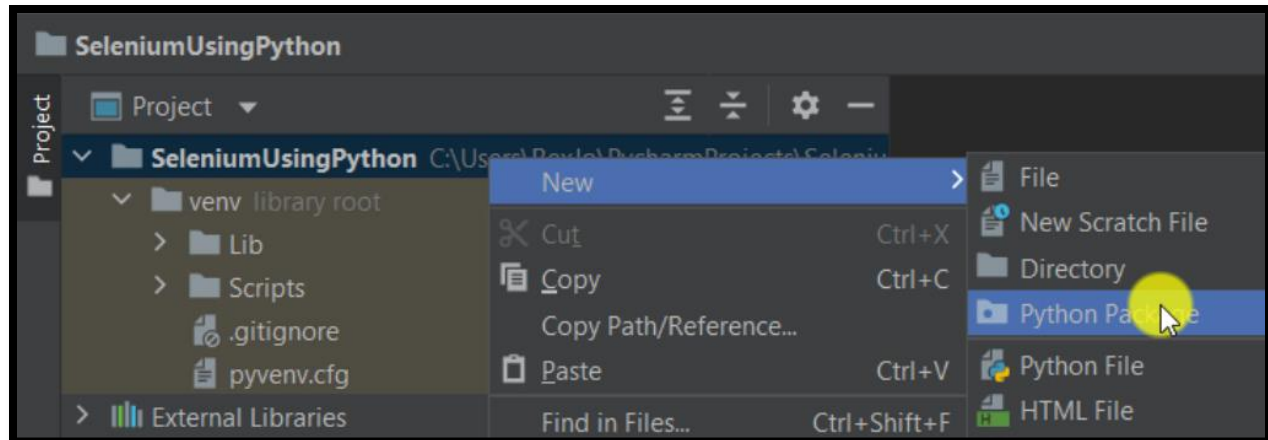 SeleniumUsingPython
Project
Project
SeleniumUsingPython C:\Users\
venv library root
Lib
Scripts
.gitignore
pyvenv.cfg
External Libraries
New
Cut Ctrl+X
Copy Ctrl+C
Copy Path/Reference...
Paste Ctrl+V
Find in Files... Ctrl+Shift+F
File
New Scratch File
Directory
Python Package
Python File
HTML File